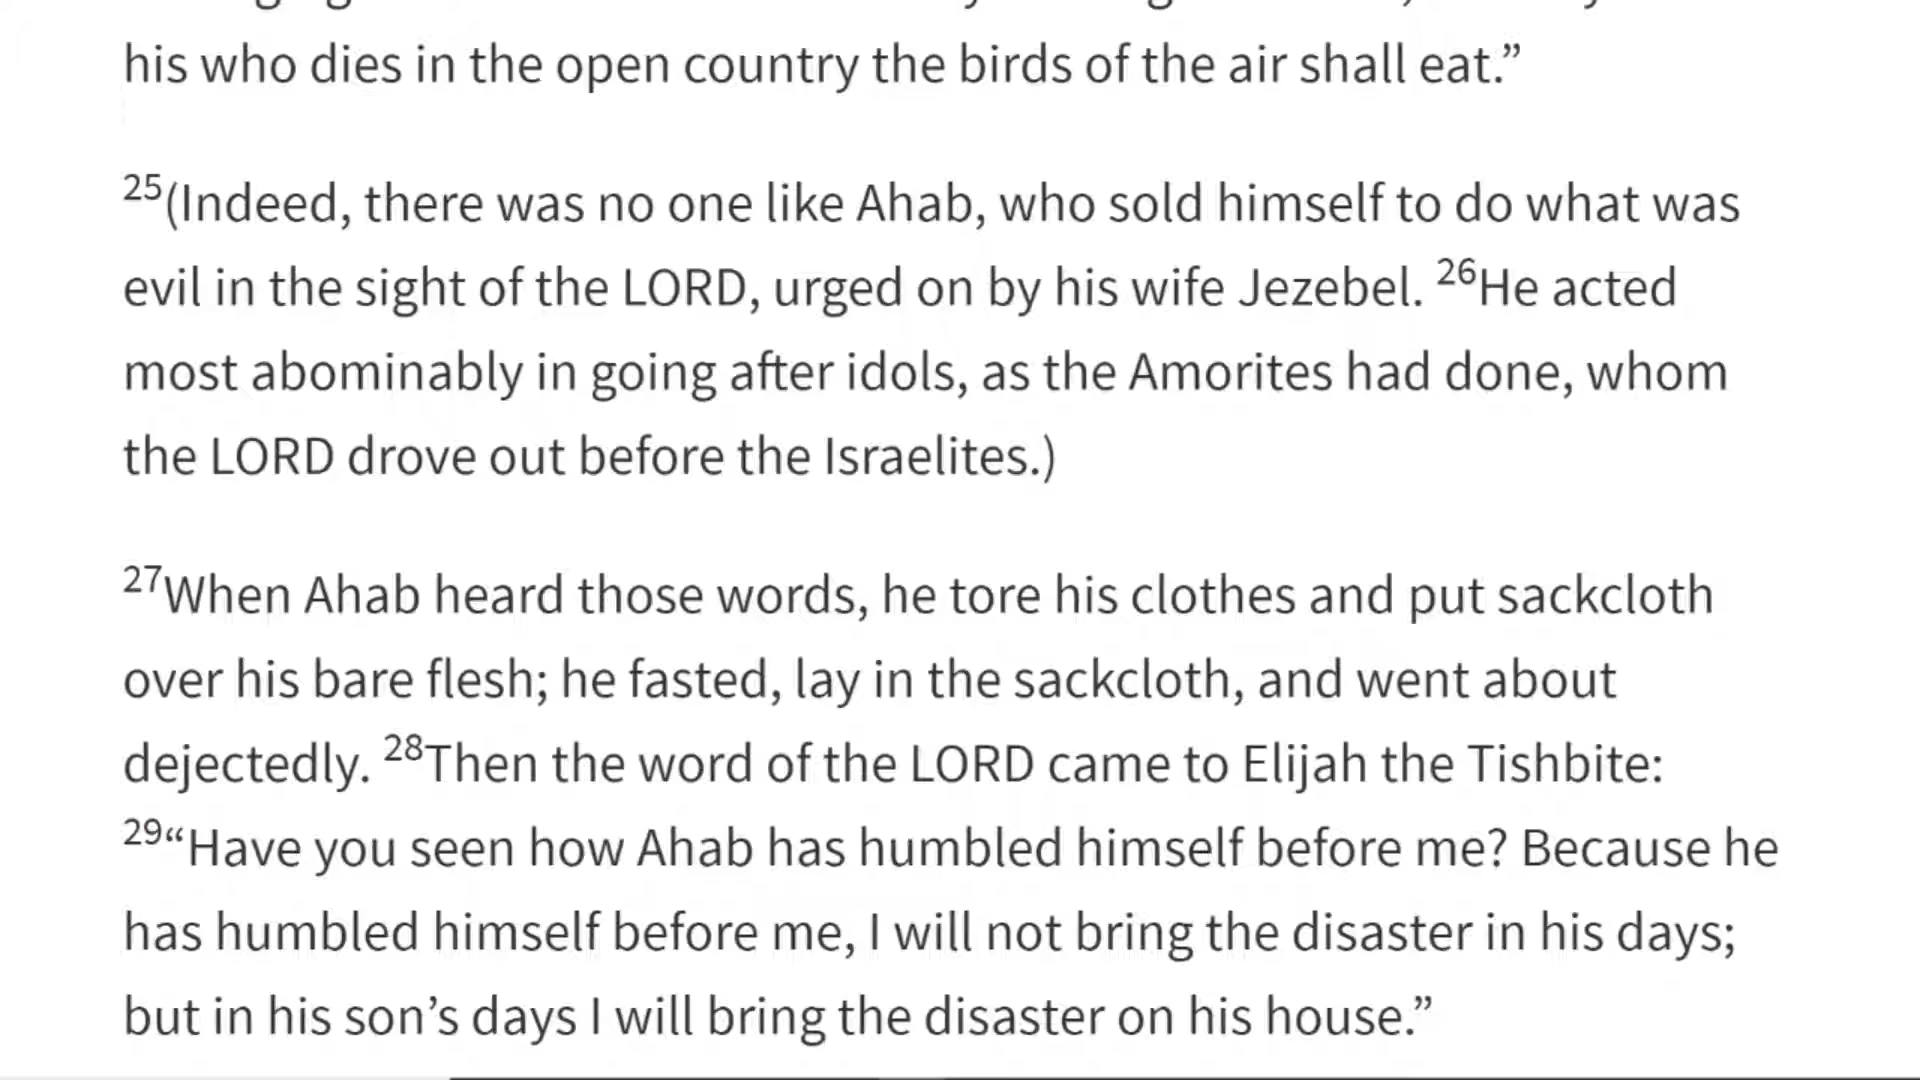 his who dies in the open country the birds of the air shall eat.”
25(Indeed, there was no one like Ahab, who sold himself to do what was
evil in the sight of the LORD, urged on by his wife Jezebel. 26He acted
most abominably in going after idols, as the Amorites had done, whom
the LORD drove out before the Israelites.)
27When Ahab heard those words, he tore his clothes and put sackcloth
over his bare flesh; he fasted, lay in the sackcloth, and went about
dejectedly. 28Then the word of the LORD came to Elijah the Tishbite:
29“Have you seen how Ahab has humbled himself before me? Because he
has humbled himself before me, I will not bring the disaster in his days;
but in his son’s days I will bring the disaster on his house.”